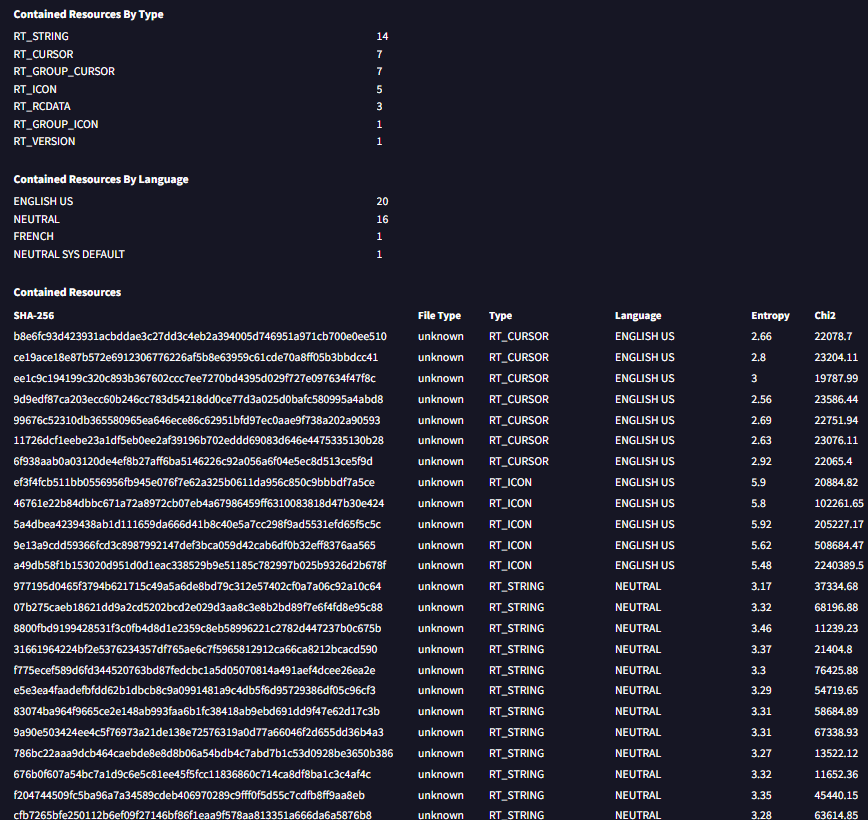 Contained Resources By Type
RT_STRING 14
RT_CURSOR 7
RT_GROUP_CURSOR 7
RT_ICON 5
RT_RCDATA 3
RT_GROUP_ICON 1
RT_VERSION 1
Contained Resources By Language
ENGLISH US 20
NEUTRAL 16
FRENCH 1
NEUTRAL SYS DEFAULT 1
Contained Resources
SHA-256 File Type Type Language Entropy Chi2
b8e6fc93d423931acbddae3c27dd3c4eb2a394005d746951a971cb700e0ee510 unknown RT_CURSOR ENGLISH US 2.66 22078.7
ce19ace18e87b572e6912306776226af5b8e63959c61cde70a8ff05b3bbdcc41 unknown RT_CURSOR ENGLISH US 2.8 23204.11
ee1c9c194199c320c893b367602ccc7ee7270bd4395d029f727e097634f47f8c unknown RT_CURSOR ENGLISH US 3 19787.99
9d9edf87ca203ecc60b246cc783d54218dd0ce77d3a025d0bafc580995a4abd8 unknown RT_CURSOR ENGLISH US 2.56 23586.44
99676c52310db365580965ea646ece86c62951bfd97ec0aae9f738a202a90593 unknown RT_CURSOR ENGLISH US 2.69 22751.94
11726dcf1eebe23a1df5eb0ee2af39196b702eddd69083d646e4475335130b28 unknown RT_CURSOR ENGLISH US 2.63 23076.11
6f938aab0a03120de4ef8b27aff6ba5146226c92a056a6f04e5ec8d513ce5f9d unknown RT_CURSOR ENGLISH US 2.92 22065.4
ef3f4fcb511bb0556956fb945e076f7e62a325b0611da956c850c9bbbdf7a5ce unknown RT_ICON ENGLISH US 5.9 20884.82
46761e22b84dbbc671a72a8972cb07eb4a67986459ff6310083818d47b30e424 unknown RT_ICON ENGLISH US 5.8 102261.65
5a4dbea4239438ab1d111659da666d41b8c40e5a7cc298f9ad5531efd65f5c5c unknown RT_ICON ENGLISH US 5.92 205227.17
9e13a9cdd59366fcd3c8987992147def3bca059d42cab6df0b32eff8376aa565 unknown RT_ICON ENGLISH US 5.62 508684.47
a49db58f1b153020d951d0d1eac338529b9e51185c782997b025b9326d2b678f unknown RT_ICON ENGLISH US 5.48 2240389.5
977195d0465f3794b621715c49a5a6de8bd79c312e57402cf0a7a06c92a10c64 unknown RT_STRING NEUTRAL 3.17 37334.68
07b275caeb18621dd9a2cd5202bcd2e029d3aa8c3e8b2bd89f7e6f4fd8e95c88 unknown RT_STRING NEUTRAL 3.32 68196.88
8800fbd9199428531f3c0fb4d8d1e2359c8eb58996221c2782d447237b0c675b unknown RT_STRING NEUTRAL 3.46 11239.23
31661964224bf2e5376234357df765ae6c7f5965812912ca66ca8212bcacd590 unknown RT_STRING NEUTRAL 3.37 21404.8
f775ecef589d6fd344520763bd87fedcbc1a5d05070814a491aef4dcee26ea2e unknown RT_STRING NEUTRAL 3.3 76425.88
e5e3ea4faadefbfdd62b1dbcb8c9a0991481a9c4db5f6d95729386df05c96cf3 unknown RT_STRING NEUTRAL 3.29 54719.65
83074ba964f9665ce2e148ab993faa6b1fc38418ab9ebd691dd9f47e62d17c3b unknown RT_STRING NEUTRAL 3.31 58684.89
9a90e503424ee4c5f76973a21de138e72576319a0d77a66046f2d655dd36b4a3 unknown RT_STRING NEUTRAL 3.31 67338.93
786bc22aaa9dcb464caebde8e8d8b06a54bdb4c7abd7b1c53d0928be3650b386 unknown RT_STRING NEUTRAL 3.27 13522.12
676b0f607a54bc7a1d9c6e5c81ee45f5fcc11836860c714ca8df8ba1c3c4af4c unknown RT_STRING NEUTRAL 3.32 11652.36
f204744509fc5ba96a7a34589cdeb406970289c9fff0f5d55c7cdfb8ff9aa8eb unknown RT_STRING NEUTRAL 3.35 45440.15
cfb7265bfe250112b6ef09f27146bf86f1eaa9f578aa813351a666da6a5876b8 unknown RT_STRING NEUTRAL 3.28 63614.85